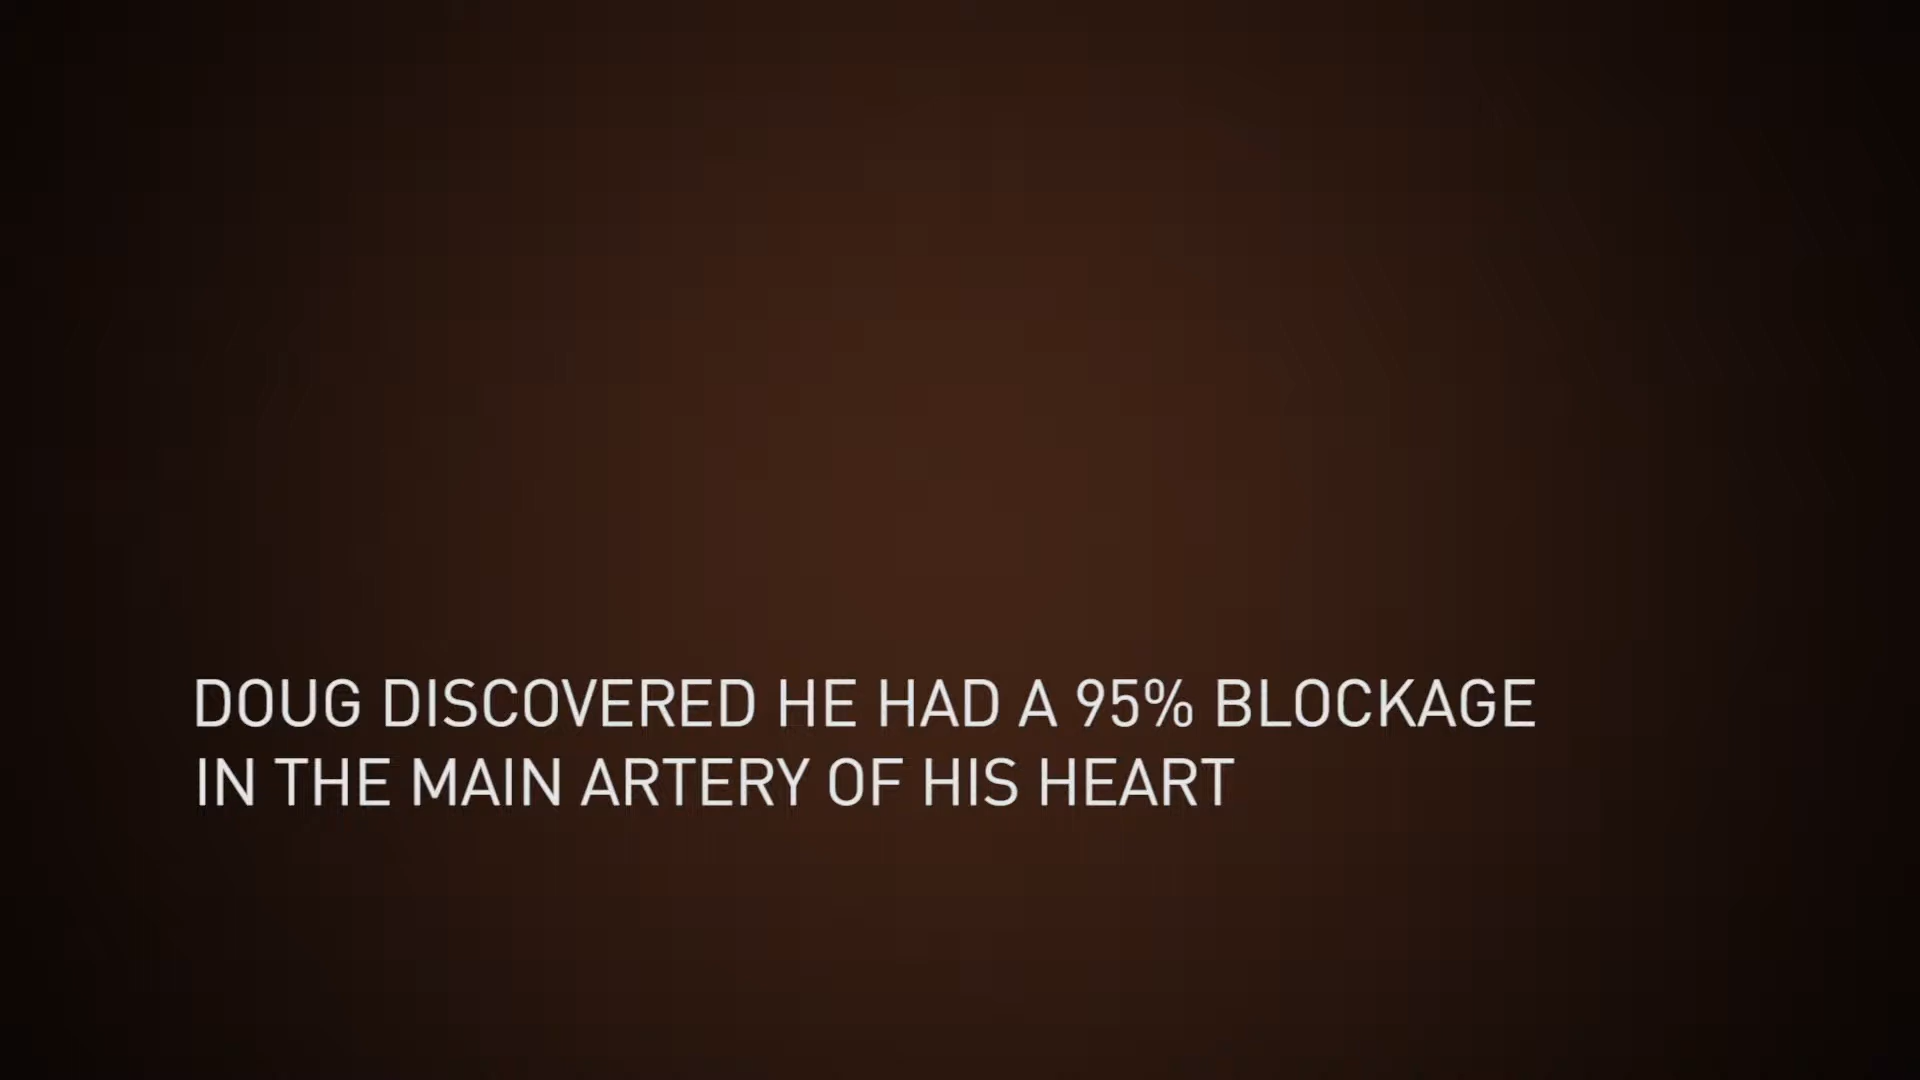 DOUG DISCOVERED HE HAD A 95% BLOCKAGE
IN THE MAIN ARTERY OF HIS HEART